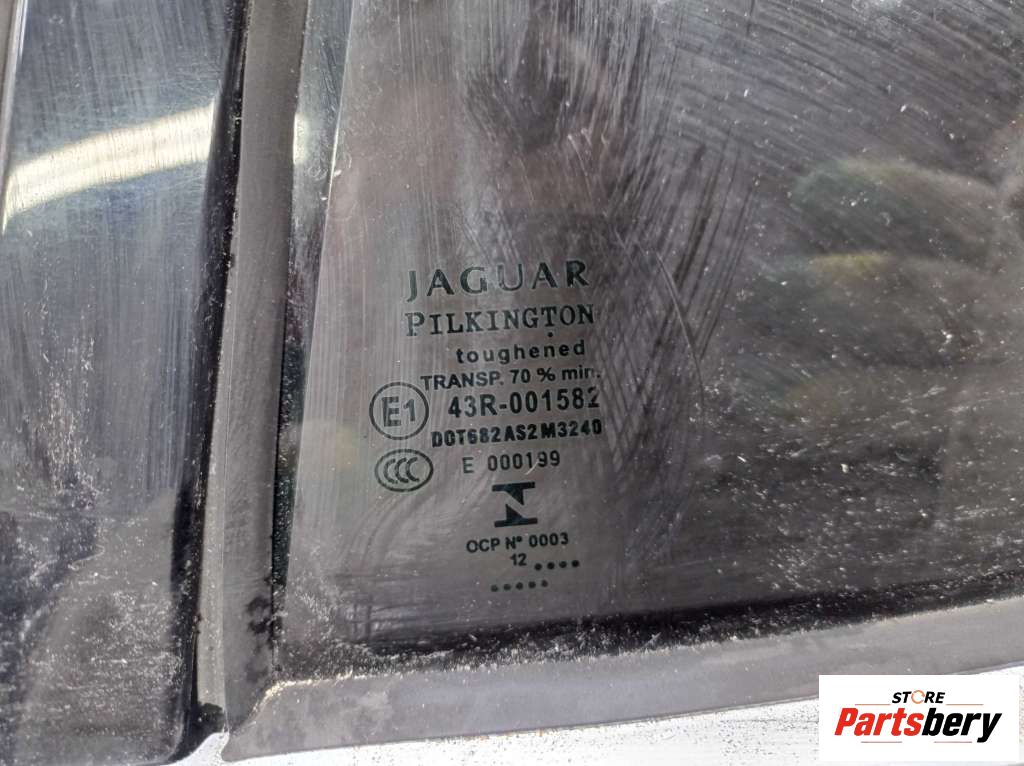 JAGUAR
PILKINGTON
toughened
TRANSP. 70 % min.
E1 43R-001582
DOT682AS2M3240
CCC E 000199
OCP Nº 0003
12 ....
.....
STORE
Partsbery